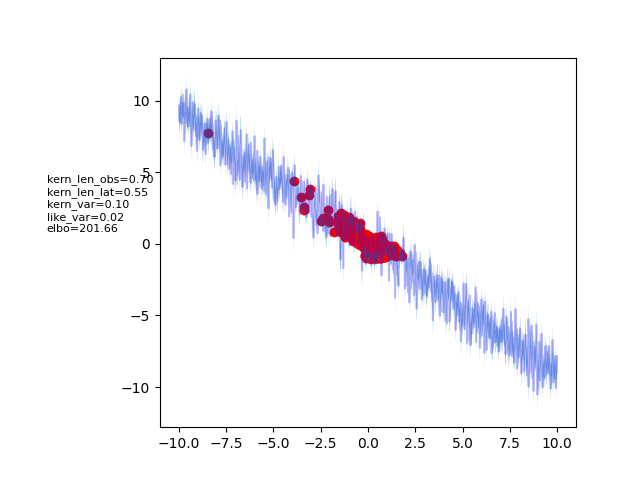 10
5
kern_len_obs=0.70
kern_len_lat=0.55
kern_var=0.10
like_var=0.02
elbo=201.66
0
−5
−10
−10.0 −7.5 −5.0 −2.5 0.0 2.5 5.0 7.5 10.0